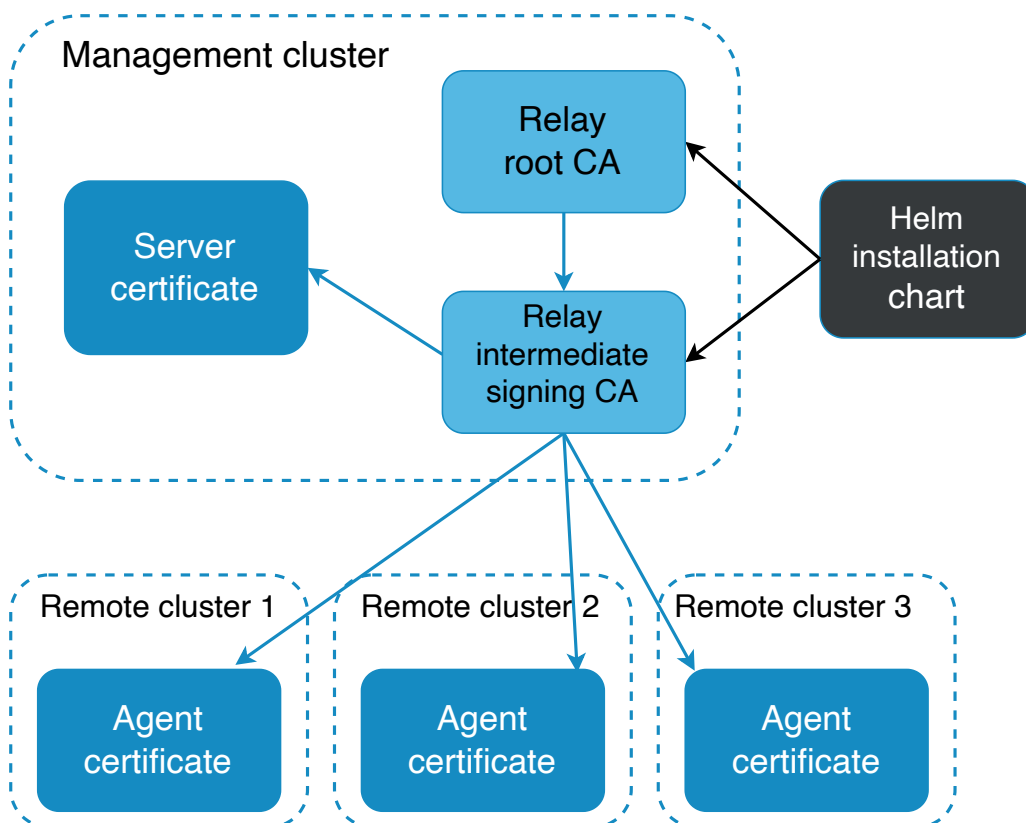 Management cluster
Relay
root CA
Server
certificate
Helm
installation
chart
Relay
intermediate
signing CA
Remote cluster 1
Remote cluster 2
Remote cluster 3
Agent
certificate
Agent
certificate
Agent
certificate